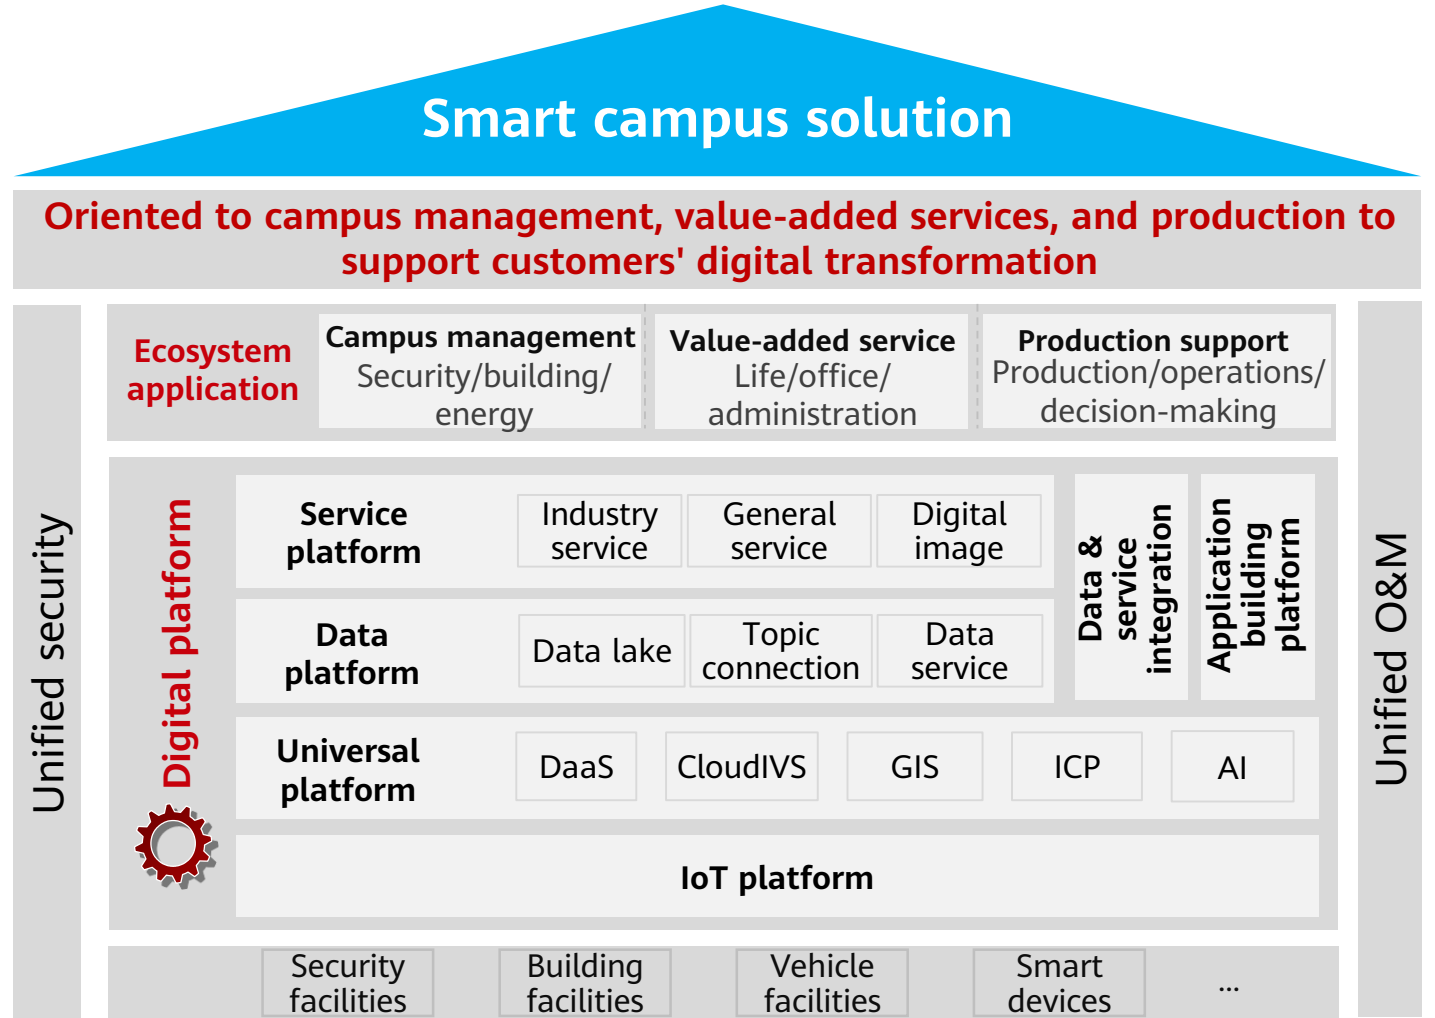 Smart campus solution
Oriented to campus management, value-added services, and production to
support customers' digital transformation
Unified security
Ecosystem
application
Campus management
Security/building/
energy
Value-added service
Life/office/
administration
Production support
Production/operations/
decision-making
Digital platform
Service
platform
Industry
service
General
service
Digital
image
Data
platform
Data lake
Topic
connection
Data
service
Data &
service
integration
Application
building
platform
Universal
platform
DaaS
CloudIVS
GIS
ICP
AI
IoT platform
Security
facilities
Building
facilities
Vehicle
facilities
Smart
devices
...
Unified O&M